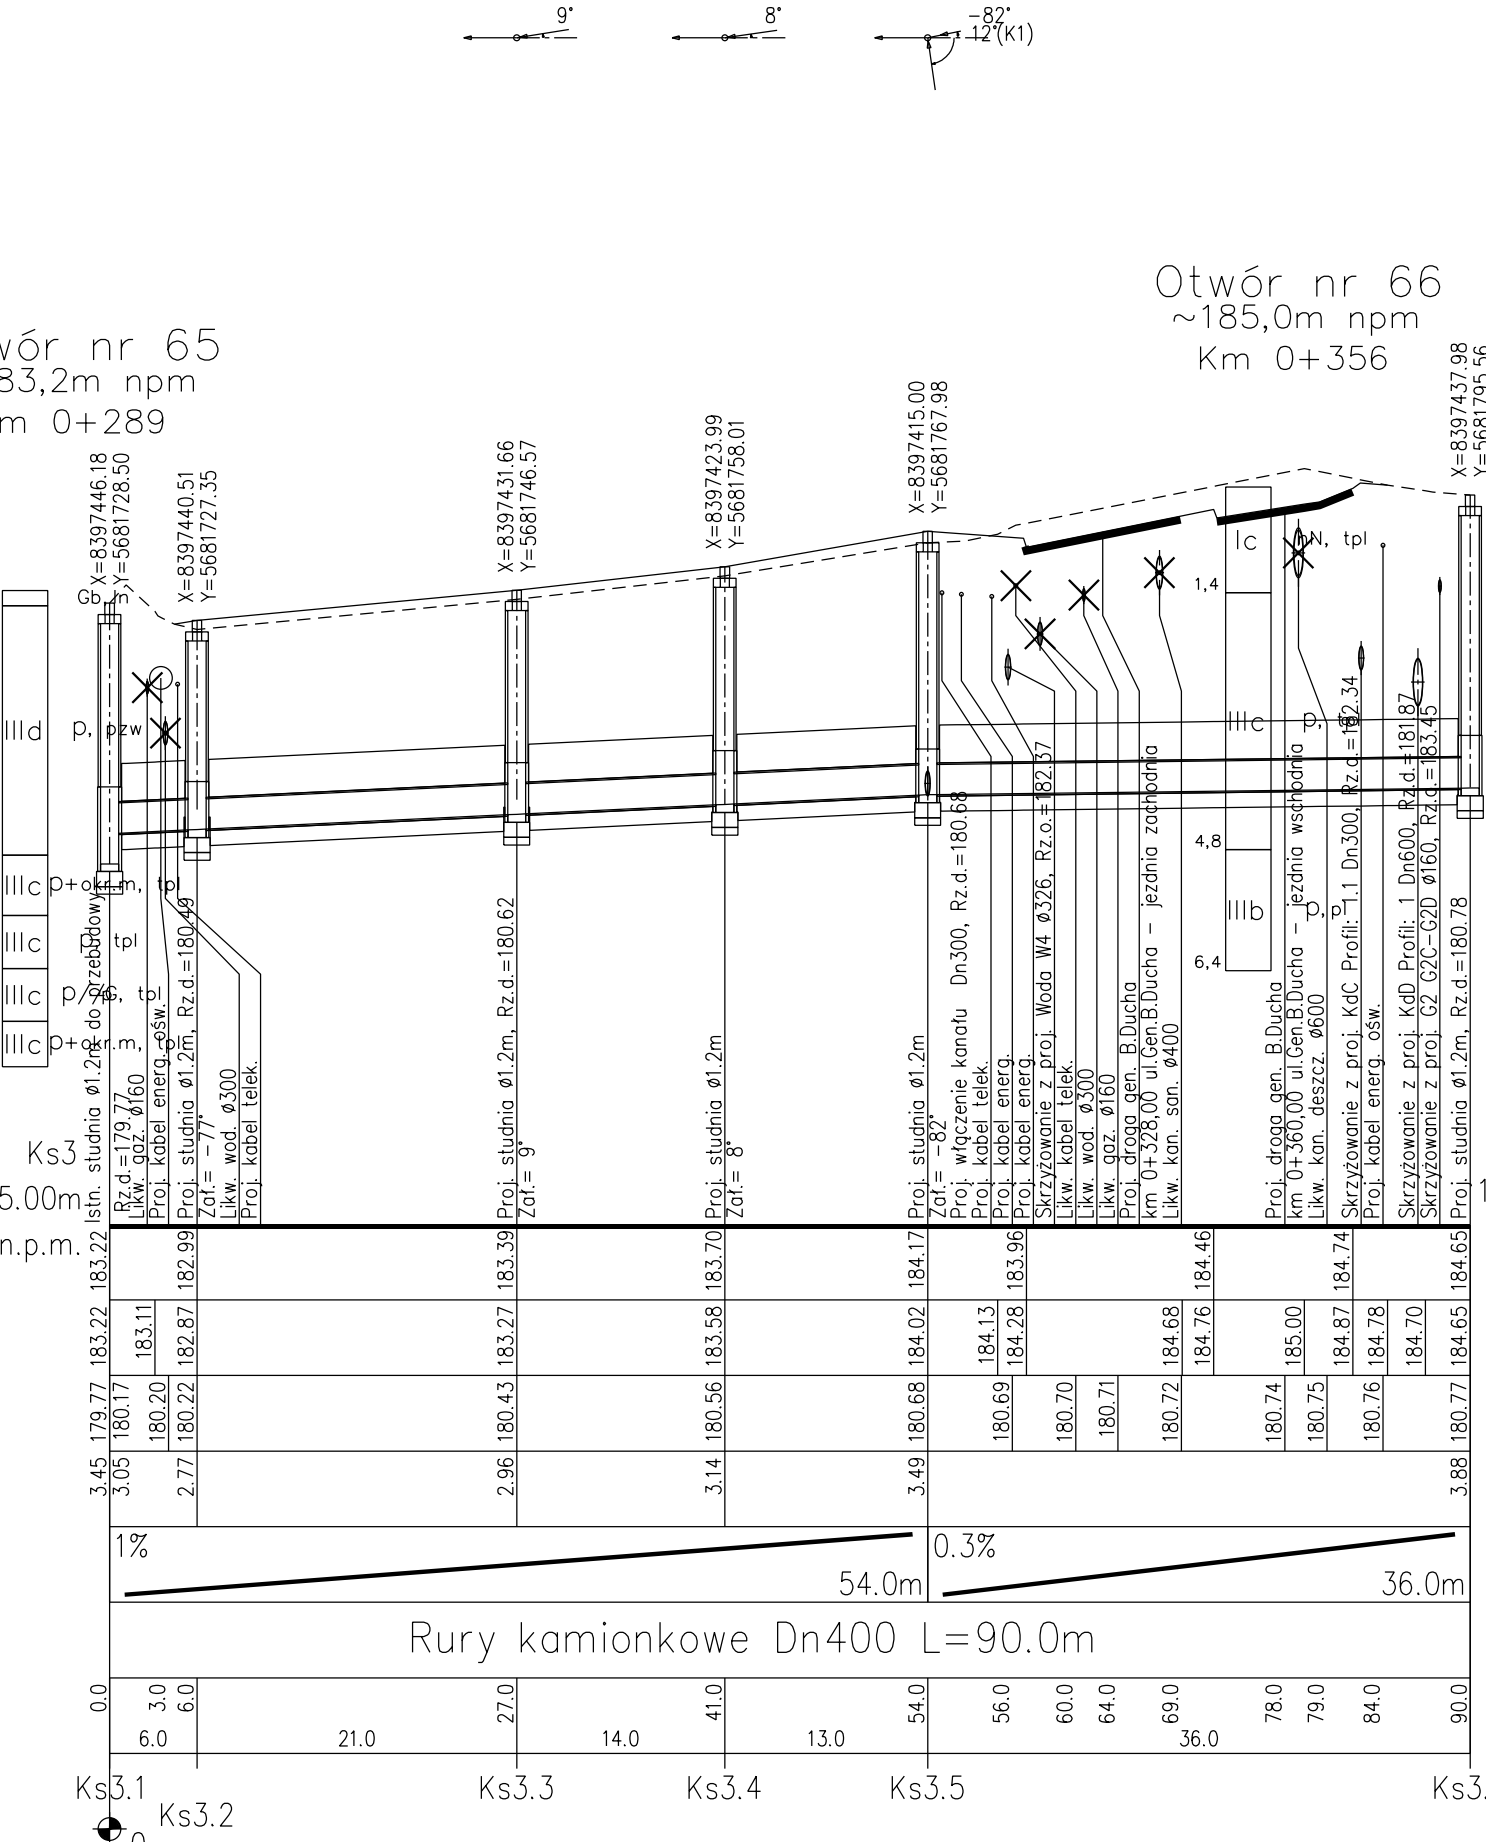 9°
8°
-82°
12°(K1)
Otwór nr 66
~185,0m npm
Km 0+356
wór nr 65
83,2m npm
m 0+289
X=8397446.18
Y=5681728.50
X=8397440.51
Y=5681727.35
X=8397431.66
Y=5681746.57
X=8397423.99
Y=5681758.01
X=8397415.00
Y=5681767.98
X=8397437.98
Y=5681795.56
Gb, n
IIId p, pzw
IIIc p+okr.m, tpl
IIIc p, tpl
IIIc p//G, tpl
IIIc p+okr.m, tpl
Ic nN, tpl
1,4
IIIc p, tpl
4,8
IIIb p,pl
6,4
Ks3
5.00m
n.p.m.
1
Istn. studnia ø1.2m do przebudowy
Rz.d.=179.77
Likw. gaz. ø160
Proj. kabel energ. ośw.
Proj. studnia ø1.2m, Rz.d.=180.49
Zał.= -77°
Likw. wod. ø300
Proj. kabel telek.
Proj. studnia ø1.2m, Rz.d.=180.62
Zał.= 9°
Proj. studnia ø1.2m
Zał.= 8°
Proj. studnia ø1.2m
Zał.= -82°
Proj. włączenie kanału Dn300, Rz.d.=180.68
Proj. kabel telek.
Proj. kabel energ.
Proj. kabel energ.
Skrzyżowanie z proj. Woda W4 ø326, Rz.o.=182.37
Likw. kabel telek.
Likw. wod. ø300
Likw. gaz. ø160
Proj. droga gen. B.Ducha
km 0+328,00 ul.Gen.B.Ducha - jezdnia zachodnia
Likw. kan. san. ø400
Proj. droga gen. B.Ducha
km 0+360,00 ul.Gen.B.Ducha - jezdnia wschodnia
Likw. kan. deszcz. ø600
Skrzyżowanie z proj. KdC Profil: 1.1 Dn300, Rz.d.=182.34
Proj. kabel energ. ośw.
Skrzyżowanie z proj. KdD Profil: 1 Dn600, Rz.d.=181.87
Skrzyżowanie z proj. G2 G2C-G2D ø160, Rz.d.=183.45
Proj. studnia ø1.2m, Rz.d.=180.78
183.22 182.99 183.39 183.70 184.17 183.96 184.46 184.74 184.65
183.22 183.11 182.87 183.27 183.58 184.02 184.13 184.28 184.68 184.76 185.00 184.87 184.78 184.70 184.65
179.77 180.17 180.20 180.22 180.43 180.56 180.68 180.69 180.70 180.71 180.72 180.74 180.75 180.76 180.77
3.45 3.05 2.77 2.96 3.14 3.49 3.88
1% 0.3%
54.0m 36.0m
Rury kamionkowe Dn400 L=90.0m
0.0 3.0 6.0 27.0 41.0 54.0 56.0 60.0 64.0 69.0 78.0 79.0 84.0 90.0
6.0 21.0 14.0 13.0 36.0
Ks3.1 Ks3.3 Ks3.4 Ks3.5 Ks3.
Ks3.2